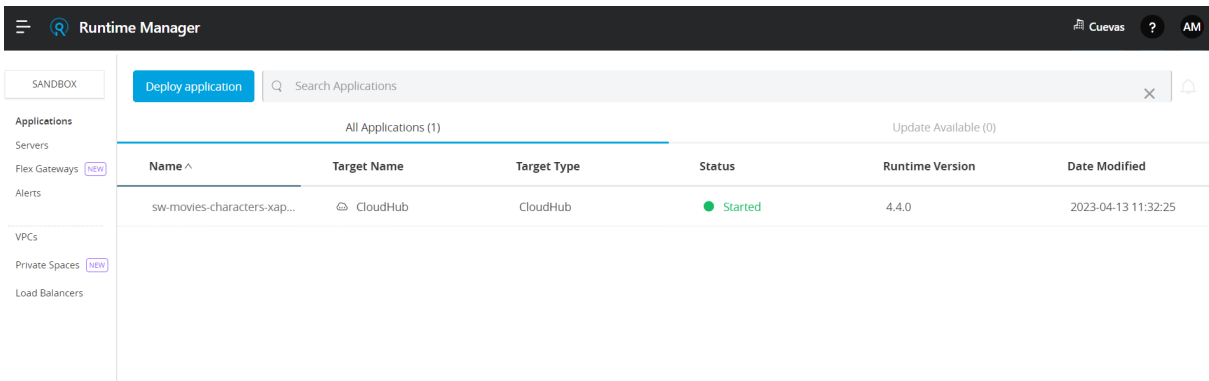 Runtime Manager
Cuevas
?
AM
SANDBOX
Applications
Servers
Flex Gateways NEW
Alerts
VPCs
Private Spaces NEW
Load Balancers
Deploy application
Search Applications
All Applications (1)
Update Available (0)
Name Target Name Target Type Status Runtime Version Date Modified
sw-movies-characters-xap... CloudHub CloudHub Started 4.4.0 2023-04-13 11:32:25